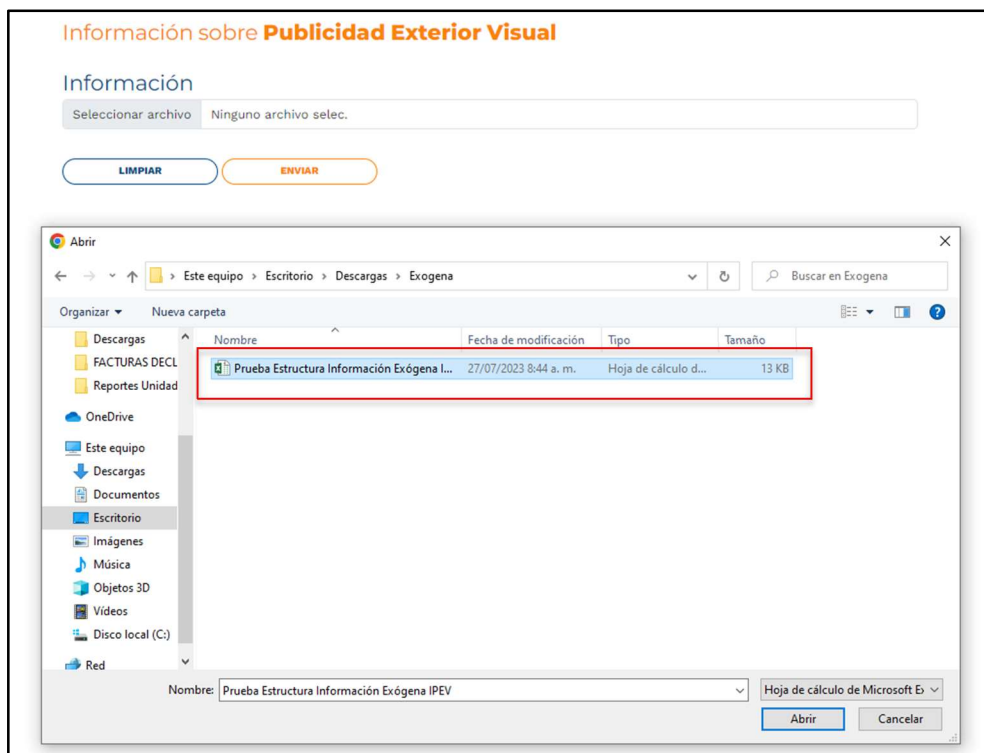 Información sobre Publicidad Exterior Visual
Información
Seleccionar archivo Ninguno archivo selec.
LIMPIAR ENVIAR
Abrir
Este equipo > Escritorio > Descargas > Exogena
Buscar en Exogena
Organizar Nueva carpeta
Nombre Fecha de modificación Tipo Tamaño
Prueba Estructura Información Exógena I... 27/07/2023 8:44 a. m. Hoja de cálculo d... 13 KB
Descargas
FACTURAS DECL
Reportes Unidad
OneDrive
Este equipo
Descargas
Documentos
Escritorio
Imágenes
Música
Objetos 3D
Vídeos
Disco local (C:)
Red
Nombre: Prueba Estructura Información Exógena IPEV
Hoja de cálculo de Microsoft Ex
Abrir Cancelar